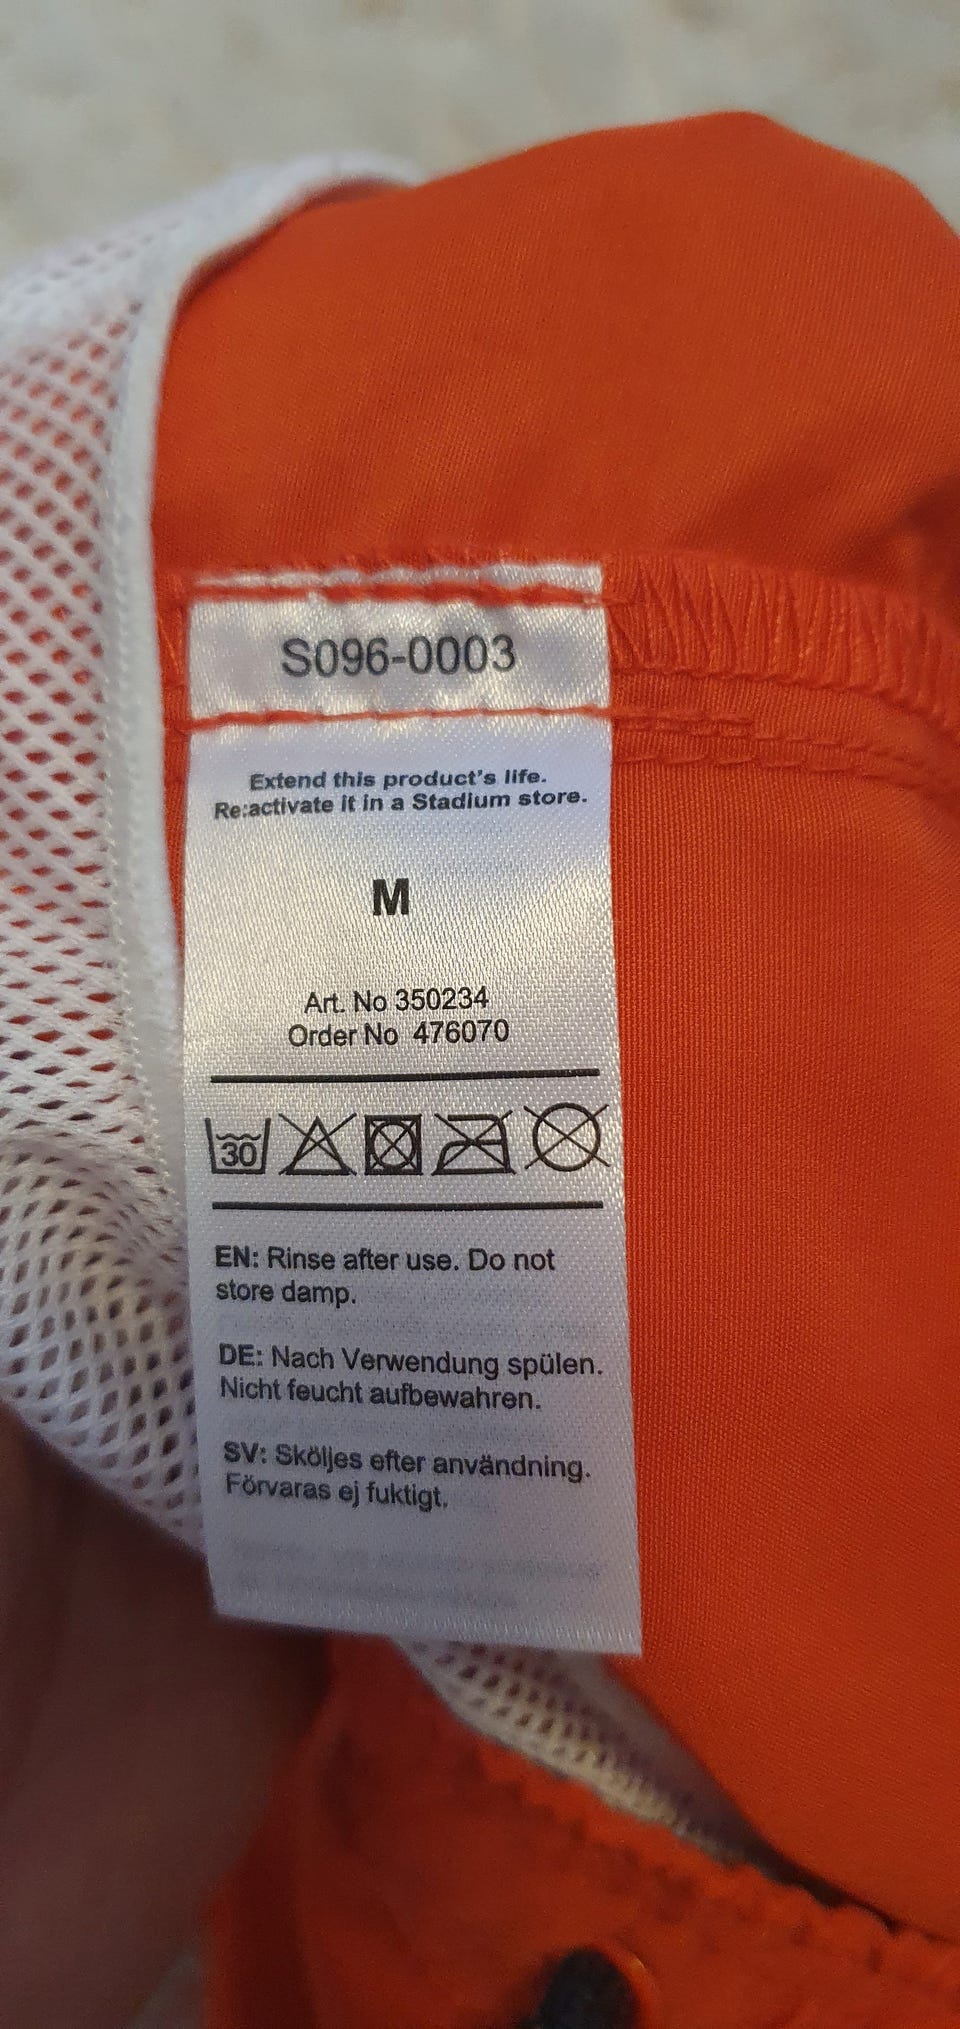 S096-0003
Extend this product's life.
Re:activate it in a Stadium store.
M
Art. No 350234
Order No 476070
30
EN: Rinse after use. Do not
store damp.
DE: Nach Verwendung spülen.
Nicht feucht aufbewahren.
SV: Sköljes efter användning.
Förvaras ej fuktigt.